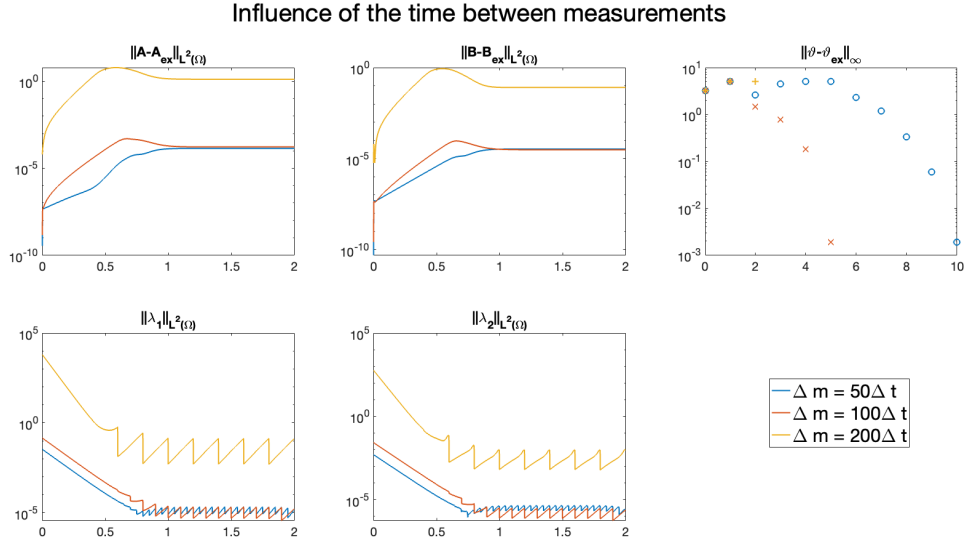 Influence of the time between measurements
||A-A_ex||_L²(Ω)
10^0
10^-5
10^-10
0 0.5 1 1.5 2
||B-B_ex||_L²(Ω)
10^0
10^-5
10^-10
0 0.5 1 1.5 2
||ϑ-ϑ_ex||_∞
10^1
10^0
10^-1
10^-2
10^-3
0 2 4 6 8 10
||λ_1||_L²(Ω)
10^5
10^0
10^-5
0 0.5 1 1.5 2
||λ_2||_L²(Ω)
10^5
10^0
10^-5
0 0.5 1 1.5 2
Δ m = 50Δ t
Δ m = 100Δ t
Δ m = 200Δ t